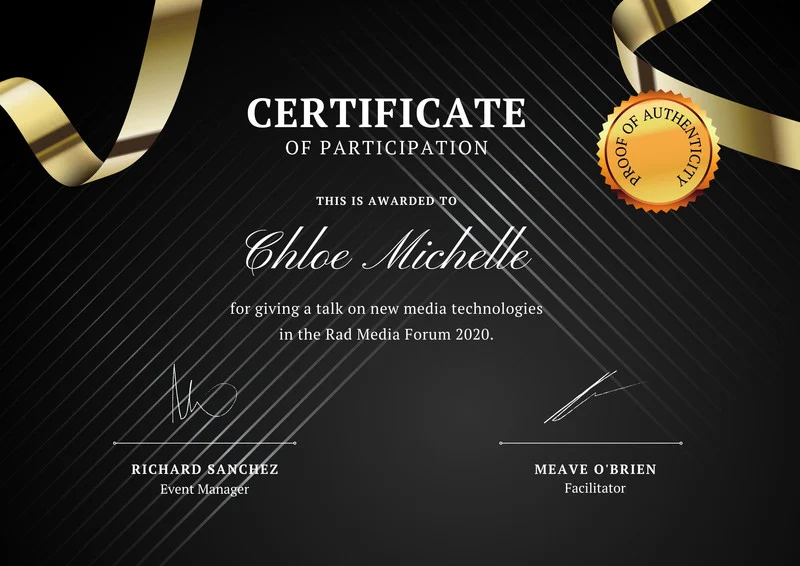 CERTIFICATE
OF PARTICIPATION
PROOF OF AUTHENTICITY
THIS IS AWARDED TO
Chloe Michelle
for giving a talk on new media technologies
in the Rad Media Forum 2020.
RICHARD SANCHEZ
Event Manager
MEAVE O'BRIEN
Facilitator